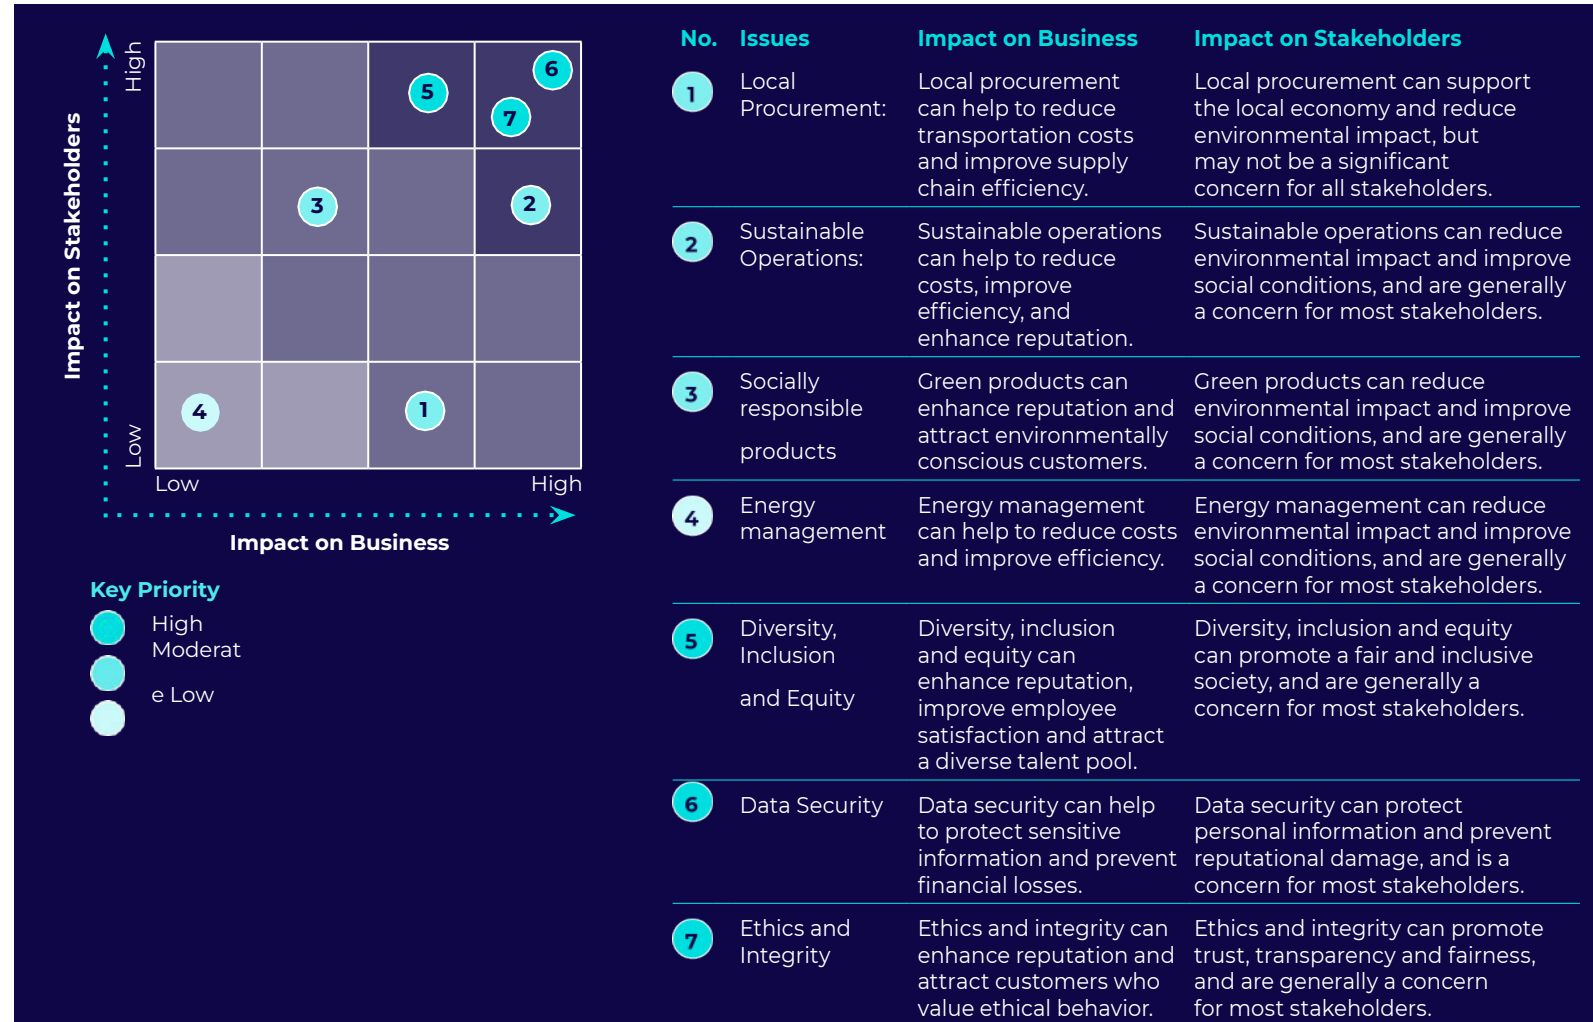 High
Impact on Stakeholders
Low
6
5
7
3
2
4
1
Low
High
Impact on Business
Key Priority
High
Moderat
e Low
No.
Issues
Impact on Business
Impact on Stakeholders
1
Local
Procurement:
Local procurement
can help to reduce
transportation costs
and improve supply
chain efficiency.
Local procurement can support
the local economy and reduce
environmental impact, but
may not be a significant
concern for all stakeholders.
2
Sustainable
Operations:
Sustainable operations
can help to reduce
costs, improve
efficiency, and
enhance reputation.
Sustainable operations can reduce
environmental impact and improve
social conditions, and are generally
a concern for most stakeholders.
3
Socially
responsible
products
Green products can
enhance reputation and
attract environmentally
conscious customers.
Green products can reduce
environmental impact and improve
social conditions, and are generally
a concern for most stakeholders.
4
Energy
management
Energy management
can help to reduce costs
and improve efficiency.
Energy management can reduce
environmental impact and improve
social conditions, and are generally
a concern for most stakeholders.
5
Diversity,
Inclusion
and Equity
Diversity, inclusion
and equity can
enhance reputation,
improve employee
satisfaction and attract
a diverse talent pool.
Diversity, inclusion and equity
can promote a fair and inclusive
society, and are generally a
concern for most stakeholders.
6
Data Security
Data security can help
to protect sensitive
information and prevent
financial losses.
Data security can protect
personal information and prevent
reputational damage, and is a
concern for most stakeholders.
7
Ethics and
Integrity
Ethics and integrity can
enhance reputation and
attract customers who
value ethical behavior.
Ethics and integrity can promote
trust, transparency and fairness,
and are generally a concern
for most stakeholders.